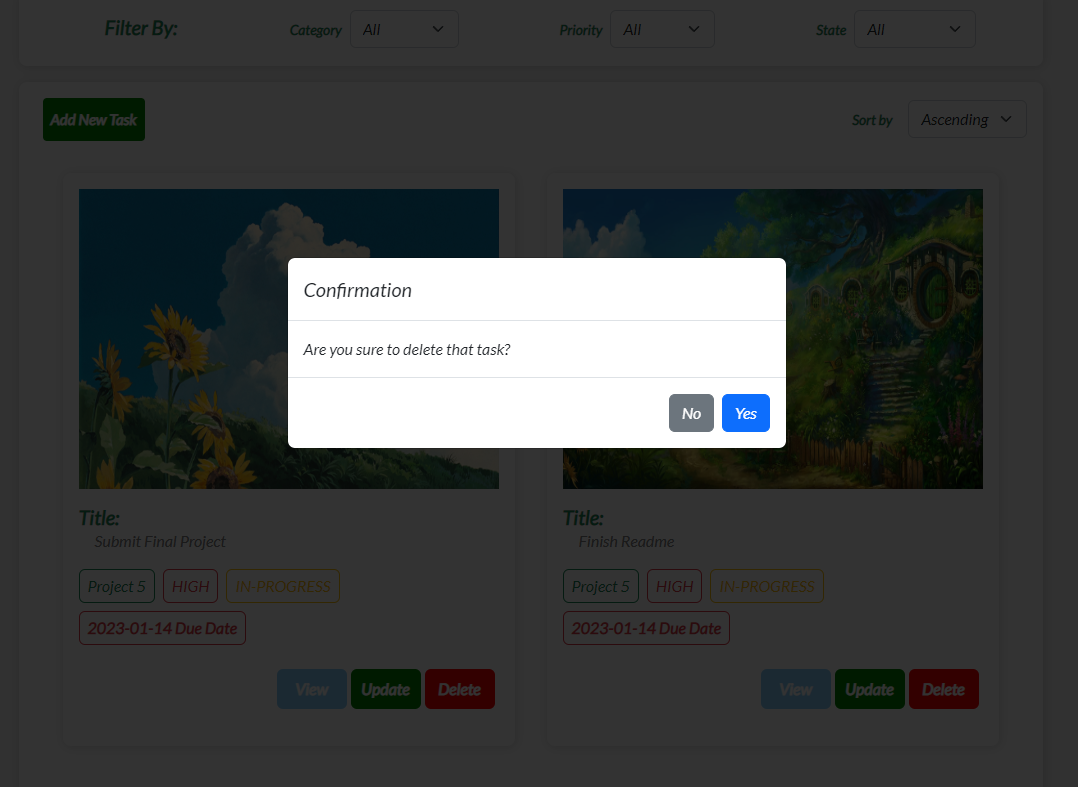 Filter By: Category All Priority All State All
Add New Task Sort by Ascending
Confirmation
Are you sure to delete that task?
No Yes
Title: Title:
Submit Final Project Finish Readme
Project 5 HIGH IN-PROGRESS Project 5 HIGH IN-PROGRESS
2023-01-14 Due Date 2023-01-14 Due Date
View Update Delete View Update Delete